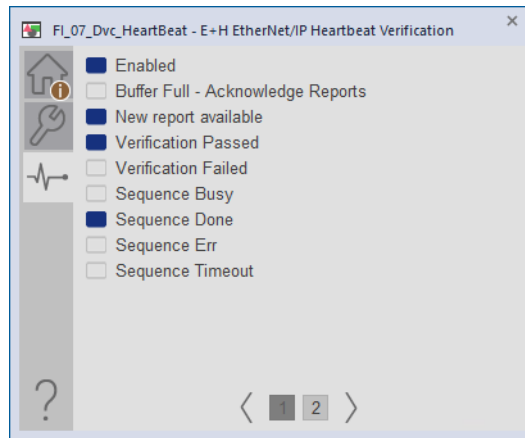 FI_07_Dvc_HeartBeat - E+H EtherNet/IP Heartbeat Verification
Enabled
Buffer Full - Acknowledge Reports
New report available
Verification Passed
Verification Failed
Sequence Busy
Sequence Done
Sequence Err
Sequence Timeout
1 2